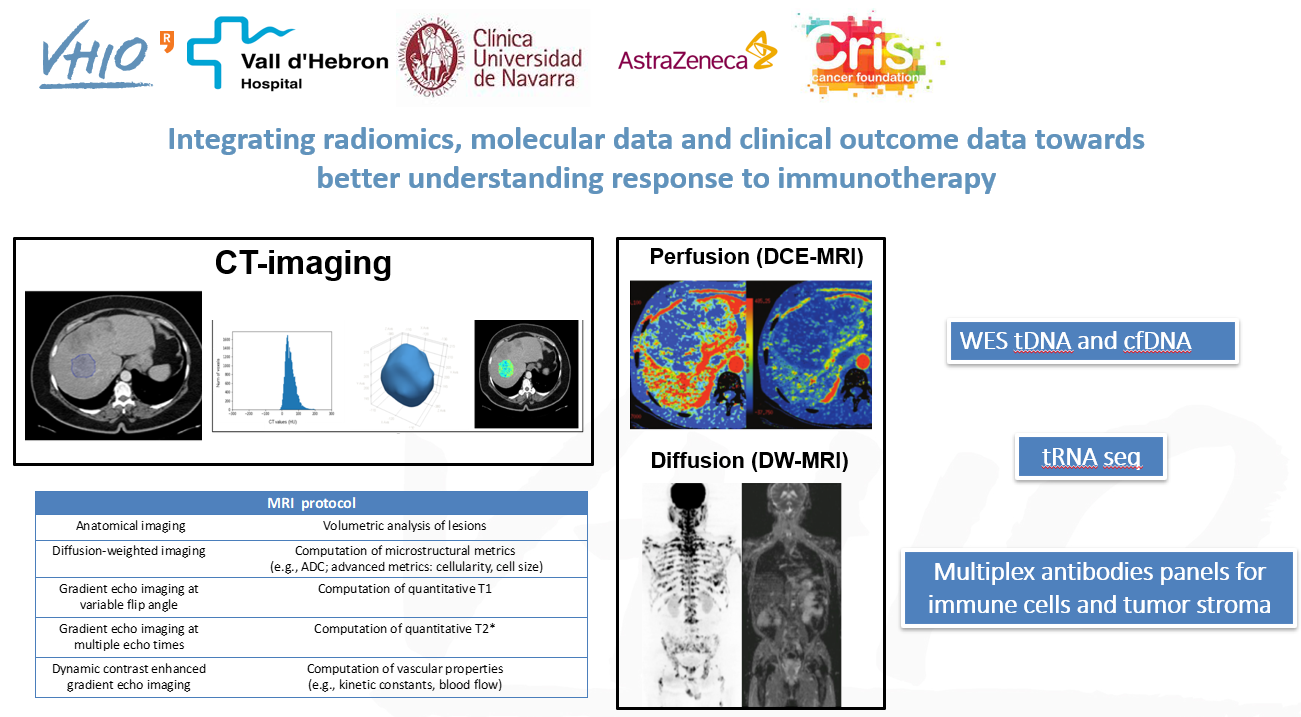 VHIO
R
Vall d'Hebron
Hospital
Clínica
Universidad
de Navarra
AstraZeneca
Cris
cancer foundation
Integrating radiomics, molecular data and clinical outcome data towards
better understanding response to immunotherapy
CT-imaging
CT values (HU)
Perfusion (DCE-MRI)
Diffusion (DW-MRI)
MRI protocol
Anatomical imaging
Volumetric analysis of lesions
Diffusion-weighted imaging
Computation of microstructural metrics
(e.g., ADC; advanced metrics: cellularity, cell size)
Gradient echo imaging at
variable flip angle
Computation of quantitative T1
Gradient echo imaging at
multiple echo times
Computation of quantitative T2*
Dynamic contrast enhanced
gradient echo imaging
Computation of vascular properties
(e.g., kinetic constants, blood flow)
WES tDNA and cfDNA
tRNA seq
Multiplex antibodies panels for
immune cells and tumor stroma